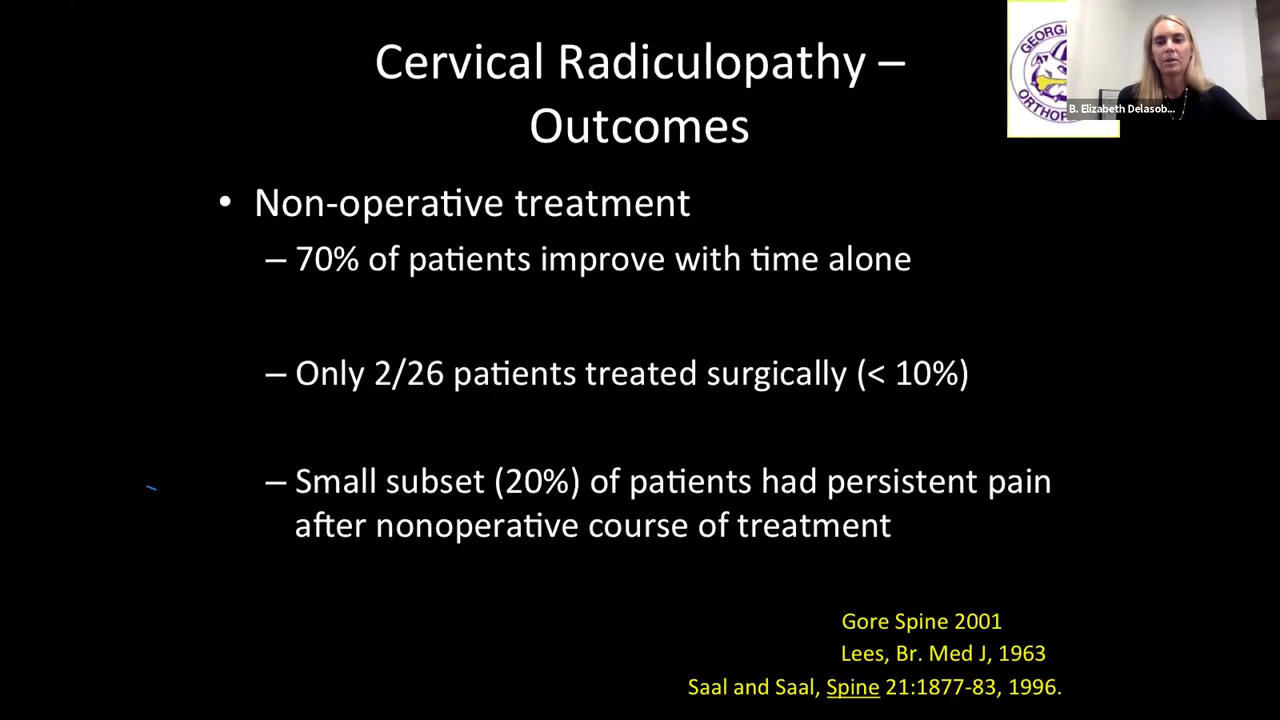 Cervical Radiculopathy –
Outcomes
• Non-operative treatment
– 70% of patients improve with time alone
– Only 2/26 patients treated surgically (< 10%)
– Small subset (20%) of patients had persistent pain
after nonoperative course of treatment
Gore Spine 2001
Lees, Br. Med J, 1963
Saal and Saal, Spine 21:1877-83, 1996.
B. Elizabeth Delasob...